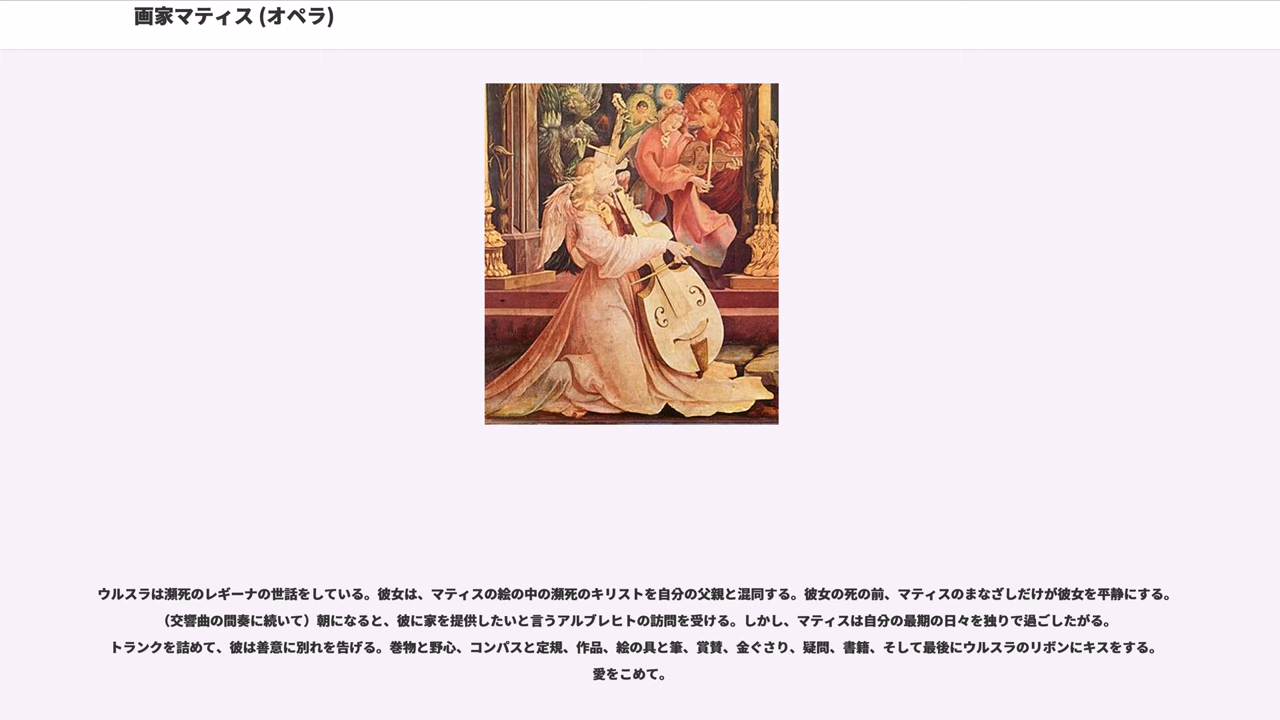 画家マティス (オペラ)
ウルスラは瀕死のレギーナの世話をしている。彼女は、マティスの絵の中の瀕死のキリストを自分の父親と混同する。彼女の死の前、マティスのまなざしだけが彼女を平静にする。
（交響曲の間奏に続いて）朝になると、彼に家を提供したいと言うアルブレヒトの訪問を受ける。しかし、マティスは自分の最期の日々を独りで過ごしたがる。
トランクを詰めて、彼は善意に別れを告げる。巻物と野心、コンパスと定規、作品、絵の具と筆、賞賛、金ぐさり、疑問、書籍、そして最後にウルスラのリボンにキスをする。
愛をこめて。